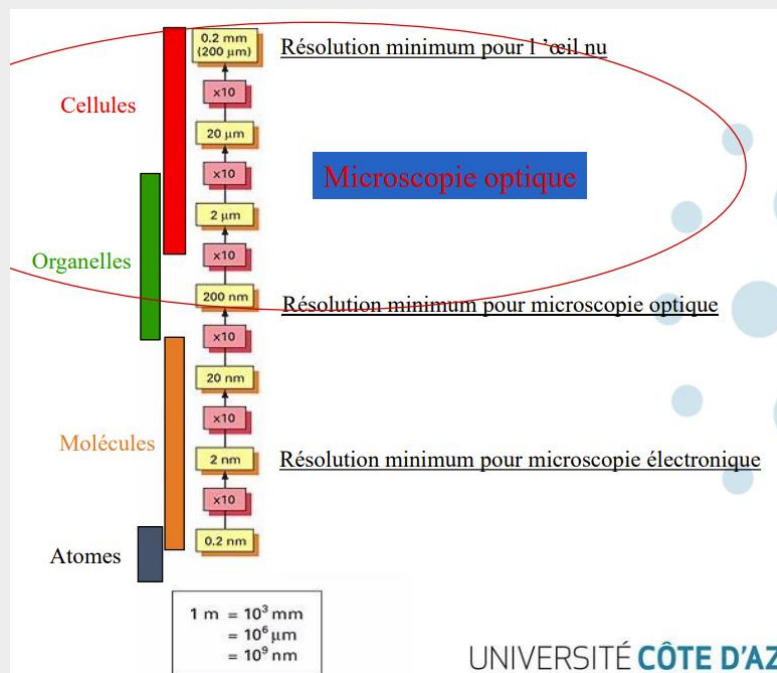 0.2 mm
(200 μm)
Résolution minimum pour l 'œil nu
x10
Cellules
20 μm
x10
Microscopie optique
2 μm
x10
Organelles
200 nm
Résolution minimum pour microscopie optique
x10
20 nm
x10
Molécules
2 nm
Résolution minimum pour microscopie électronique
x10
0.2 nm
Atomes
1 m = 10³ mm
= 10⁶ μm
= 10⁹ nm
UNIVERSITÉ CÔTE D'AZ